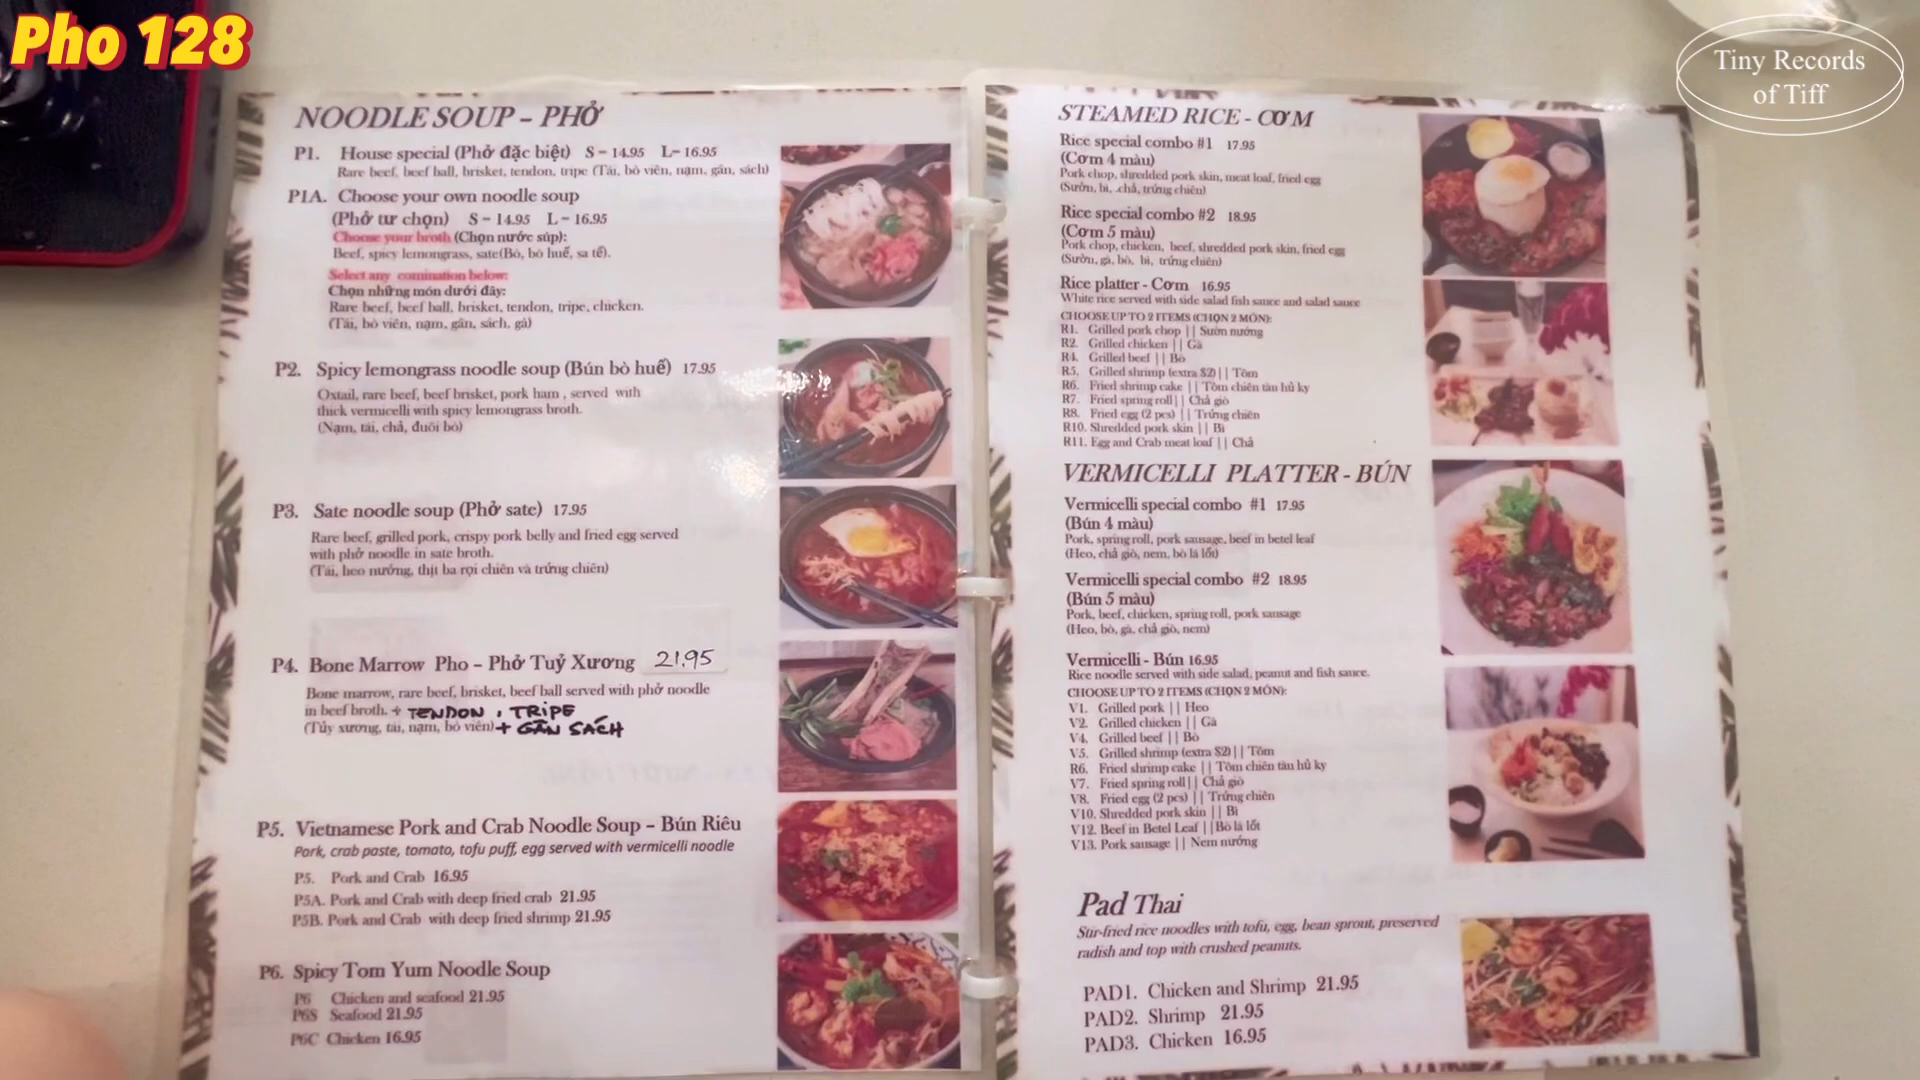 Pho 128
Tiny Records
of Tiff
NOODLE SOUP – PHỞ
P1. House special (Phở đặc biệt) S – 14.95 L– 16.95
Rare beef, beef ball, brisket, tendon, tripe (Tái, bò viên, nạm, gân, sách)
P1A. Choose your own noodle soup
(Phở tự chọn) S – 14.95 L – 16.95
Choose your broth (Chọn nước súp):
Beef, spicy lemongrass, sate(Bò, bò huế, sa tế).
Select any comination below:
Chọn những món dưới đây:
Rare beef, beef ball, brisket, tendon, tripe, chicken.
(Tái, bò viên, nạm, gân, sách, gà)
P2. Spicy lemongrass noodle soup (Bún bò huế) 17.95
Oxtail, rare beef, beef brisket, pork ham , served with
thick vermicelli with spicy lemongrass broth.
(Nạm, tái, chả, đuôi bò)
P3. Sate noodle soup (Phở sate) 17.95
Rare beef, grilled pork, crispy pork belly and fried egg served
with phở noodle in sate broth.
(Tái, heo nướng, thịt ba rọi chiên và trứng chiên)
P4. Bone Marrow Pho – Phở Tuỷ Xương 21.95
Bone marrow, rare beef, brisket, beef ball served with phở noodle
in beef broth. + TENDON , TRIPE
(Tủy xương, tái, nạm, bò viên) + GÂN SÁCH
P5. Vietnamese Pork and Crab Noodle Soup – Bún Riêu
Pork, crab paste, tomato, tofu puff, egg served with vermicelli noodle
P5. Pork and Crab 16.95
P5A. Pork and Crab with deep fried crab 21.95
P5B. Pork and Crab with deep fried shrimp 21.95
P6. Spicy Tom Yum Noodle Soup
P6 Chicken and seafood 21.95
P6S Seafood 21.95
P6C Chicken 16.95
STEAMED RICE - CƠM
Rice special combo #1 17.95
(Cơm 4 màu)
Pork chop, shredded pork skin, meat loaf, fried egg
(Sườn, bì, .chả, trứng chiên)
Rice special combo #2 18.95
(Cơm 5 màu)
Pork chop, chicken, beef, shredded pork skin, fried egg
(Sườn, gà, bò, bì, trứng chiên)
Rice platter - Cơm 16.95
White rice served with side salad fish sauce and salad sauce
CHOOSE UP TO 2 ITEMS (CHỌN 2 MÓN):
R1. Grilled pork chop || Sườn nướng
R2. Grilled chicken || Gà
R4. Grilled beef || Bò
R5. Grilled shrimp (extra $2) || Tôm
R6. Fried shrimp cake || Tôm chiên tàu hủ ky
R7. Fried spring roll || Chả giò
R8. Fried egg (2 pcs) || Trứng chiên
R10. Shredded pork skin || Bì
R11. Egg and Crab meat loaf || Chả
VERMICELLI PLATTER - BÚN
Vermicelli special combo #1 17.95
(Bún 4 màu)
Pork, spring roll, pork sausage, beef in betel leaf
(Heo, chả giò, nem, bò lá lốt)
Vermicelli special combo #2 18.95
(Bún 5 màu)
Pork, beef, chicken, spring roll, pork sausage
(Heo, bò, gà, chả giò, nem)
Vermicelli - Bún 16.95
Rice noodle served with side salad, peanut and fish sauce.
CHOOSE UP TO 2 ITEMS (CHỌN 2 MÓN):
V1. Grilled pork || Heo
V2. Grilled chicken || Gà
V4. Grilled beef || Bò
V5. Grilled shrimp (extra $2) || Tôm
R6. Fried shrimp cake || Tôm chiên tàu hủ ky
V7. Fried spring roll || Chả giò
V8. Fried egg (2 pcs) || Trứng chiên
V10. Shredded pork skin || Bì
V12. Beef in Betel Leaf || Bò lá lốt
V13. Pork sausage || Nem nướng
Pad Thai
Stir-fried rice noodles with tofu, egg, bean sprout, preserved
radish and top with crushed peanuts.
PAD1. Chicken and Shrimp 21.95
PAD2. Shrimp 21.95
PAD3. Chicken 16.95